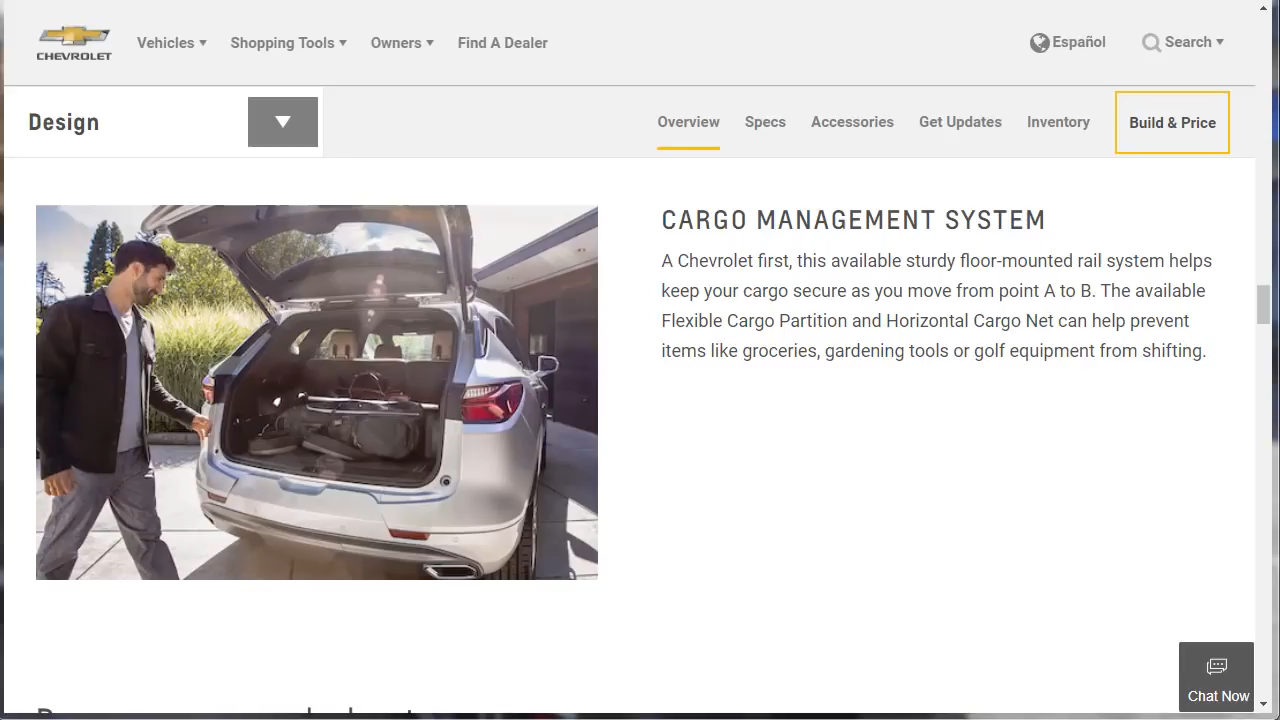 CHEVROLET
Vehicles
Shopping Tools
Owners
Find A Dealer
Español
Search
Design
Overview
Specs
Accessories
Get Updates
Inventory
Build & Price
CARGO MANAGEMENT SYSTEM
A Chevrolet first, this available sturdy floor-mounted rail system helps
keep your cargo secure as you move from point A to B. The available
Flexible Cargo Partition and Horizontal Cargo Net can help prevent
items like groceries, gardening tools or golf equipment from shifting.
Chat Now